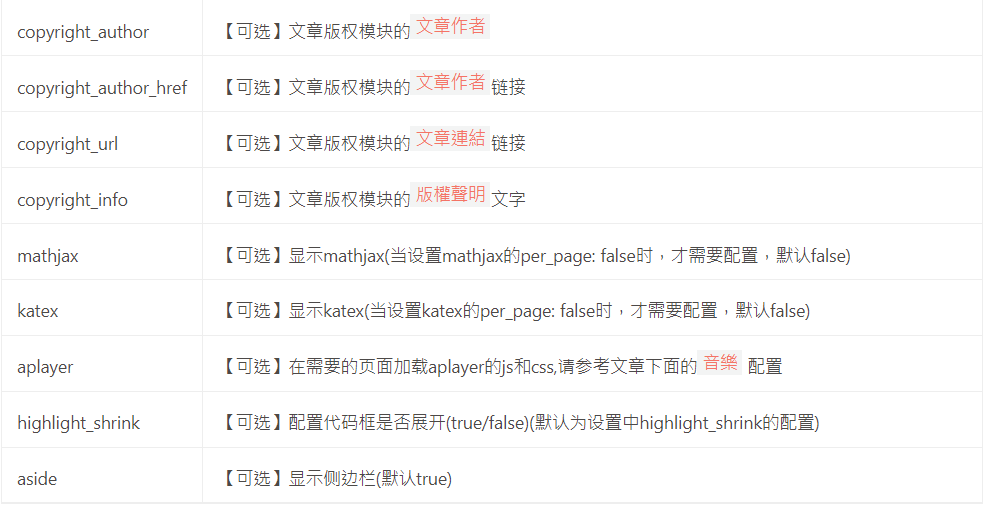 copyright_author 【可选】文章版权模块的文章作者
copyright_author_href 【可选】文章版权模块的文章作者链接
copyright_url 【可选】文章版权模块的文章連結链接
copyright_info 【可选】文章版权模块的版權聲明文字
mathjax 【可选】显示mathjax(当设置mathjax的per_page: false时，才需要配置，默认false)
katex 【可选】显示katex(当设置katex的per_page: false时，才需要配置，默认false)
aplayer 【可选】在需要的页面加载aplayer的js和css,请参考文章下面的音樂 配置
highlight_shrink 【可选】配置代码框是否展开(true/false)(默认为设置中highlight_shrink的配置)
aside 【可选】显示侧边栏(默认true)